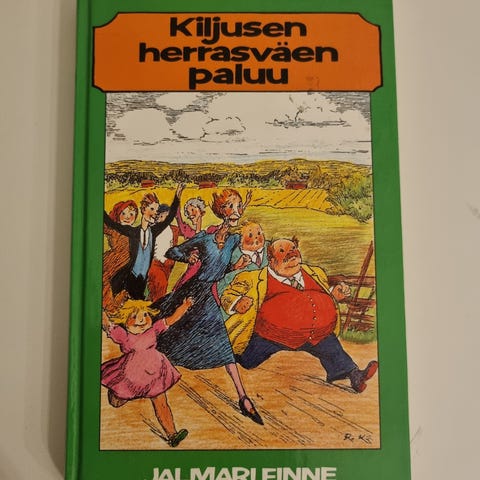 Kiljusen
herrasväen
paluu
JALMARI FINNE